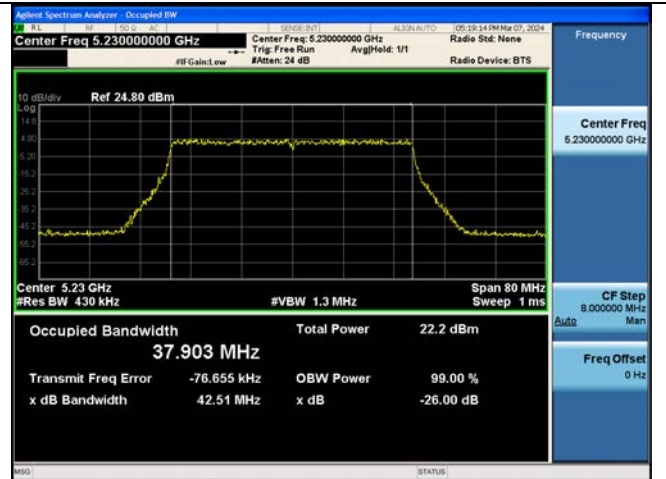 Agilent Spectrum Analyzer - Occupied BW
RL RF 50 Ω AC SENSE:INT ALIGN AUTO 05:19:14 PM Mar 07, 2024
Center Freq 5.230000000 GHz
Center Freq: 5.230000000 GHz
Radio Std: None
Trig: Free Run Avg|Hold: 1/1
#IFGain:Low #Atten: 24 dB Radio Device: BTS
Frequency
10 dB/div Ref 24.80 dBm
Log
14.8
4.80
-5.20
-15.2
-25.2
-35.2
-45.2
-55.2
-65.2
Center Freq
5.230000000 GHz
Center 5.23 GHz Span 80 MHz
#Res BW 430 kHz #VBW 1.3 MHz Sweep 1 ms
CF Step
8.000000 MHz
Auto Man
Freq Offset
0 Hz
Occupied Bandwidth Total Power 22.2 dBm
37.903 MHz
Transmit Freq Error -76.655 kHz OBW Power 99.00 %
x dB Bandwidth 42.51 MHz x dB -26.00 dB
MSG STATUS